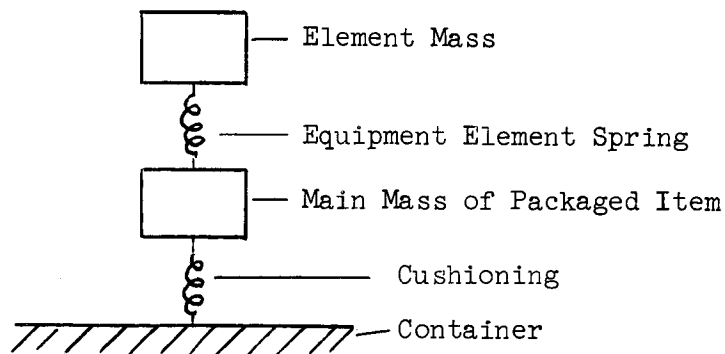 Element Mass
Equipment Element Spring
Main Mass of Packaged Item
Cushioning
Container